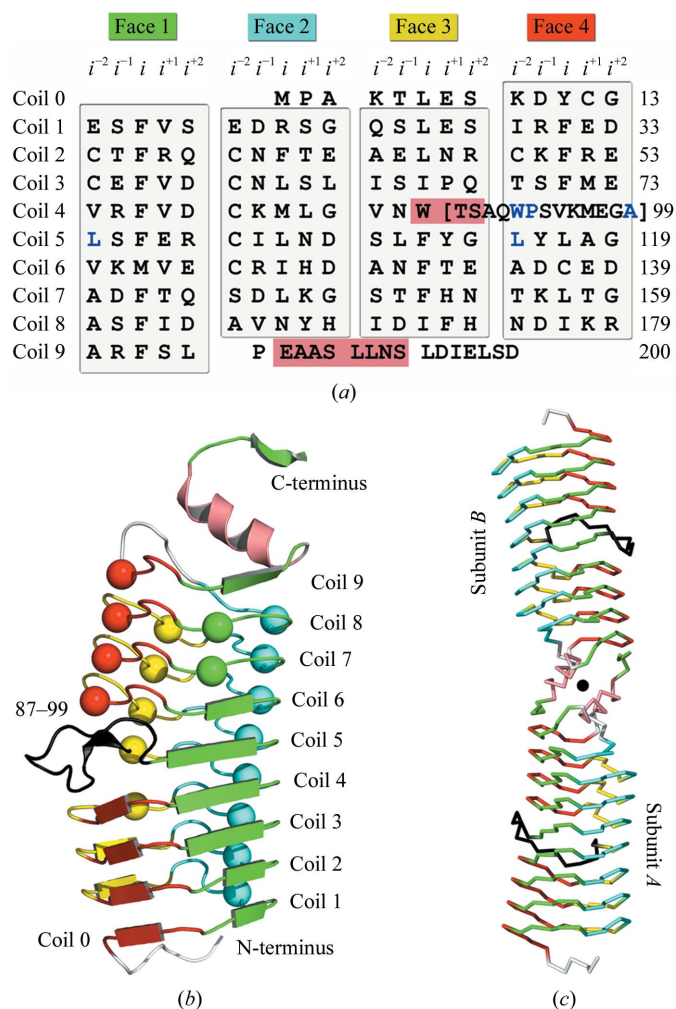 Face 1 Face 2 Face 3 Face 4
i−2 i−1 i i+1 i+2 i−2 i−1 i i+1 i+2 i−2 i−1 i i+1 i+2 i−2 i−1 i i+1 i+2
Coil 0 M P A K T L E S K D Y C G 13
Coil 1 E S F V S E D R S G Q S L E S I R F E D 33
Coil 2 C T F R Q C N F T E A E L N R C K F R E 53
Coil 3 C E F V D C N L S L I S I P Q T S F M E 73
Coil 4 V R F V D C K M L G V N W [T S A Q W P S V K M E G A ] 99
Coil 5 L S F E R C I L N D S L F Y G L Y L A G 119
Coil 6 V K M V E C R I H D A N F T E A D C E D 139
Coil 7 A D F T Q S D L K G S T F H N T K L T G 159
Coil 8 A S F I D A V N Y H I D I F H N D I K R 179
Coil 9 A R F S L P EAAS LLNS LDIELSD 200
(a)
C-terminus
Coil 9
Coil 8
Coil 7
Coil 6
87–99
Coil 5
Coil 4
Coil 3
Coil 2
Coil 1
Coil 0
N-terminus
(b)
Subunit B
Subunit A
(c)